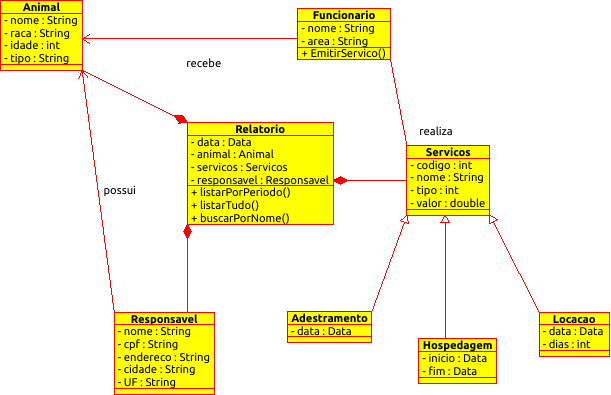 Animal
- nome : String
- raca : String
- idade : int
- tipo : String
Funcionario
- nome : String
- area : String
+ EmitirServico()
recebe
realiza
Relatorio
- data : Data
- animal : Animal
- servicos : Servicos
- responsavel : Responsavel
+ listarPorPeriodo()
+ listarTudo()
+ buscarPorNome()
Servicos
- codigo : int
- nome : String
- tipo : int
- valor : double
possui
Responsavel
- nome : String
- cpf : String
- endereco : String
- cidade : String
- UF : String
Adestramento
- data : Data
Hospedagem
- inicio : Data
- fim : Data
Locacao
- data : Data
- dias : int